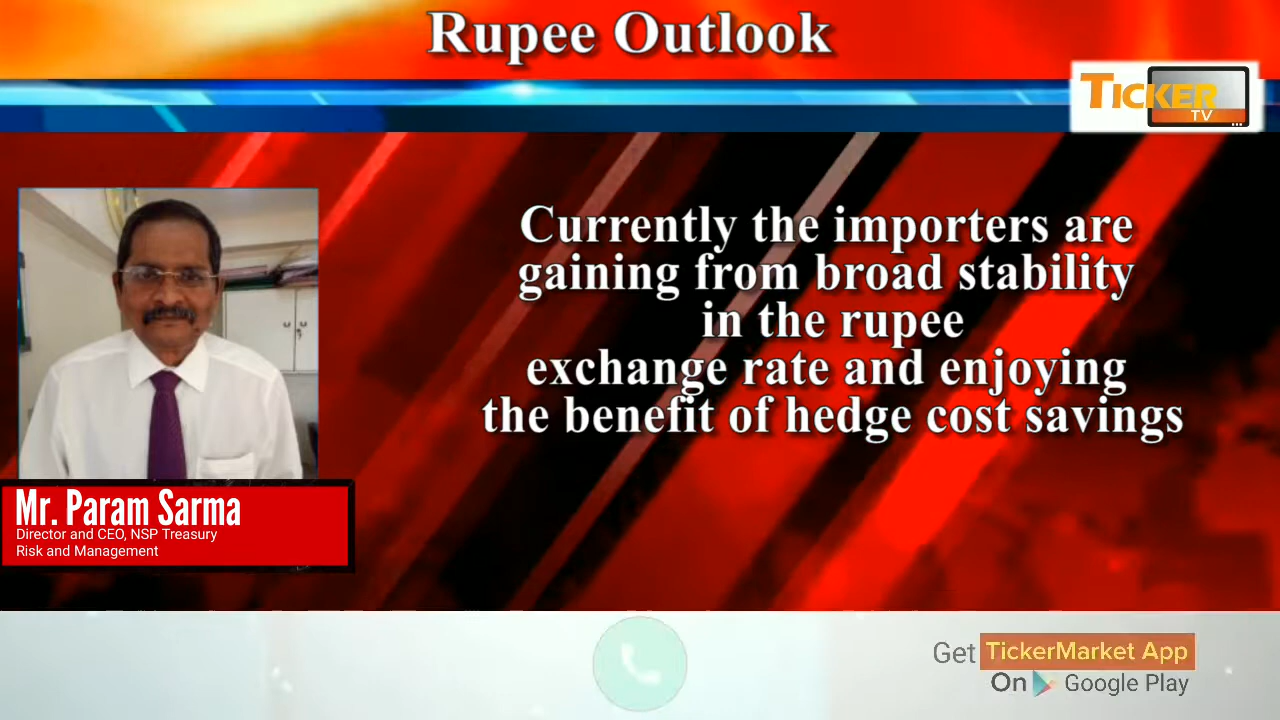 Rupee Outlook
TICKER
TV
Currently the importers are
gaining from broad stability
in the rupee
exchange rate and enjoying
the benefit of hedge cost savings
Mr. Param Sarma
Director and CEO, NSP Treasury
Risk and Management
Get TickerMarket App
On Google Play